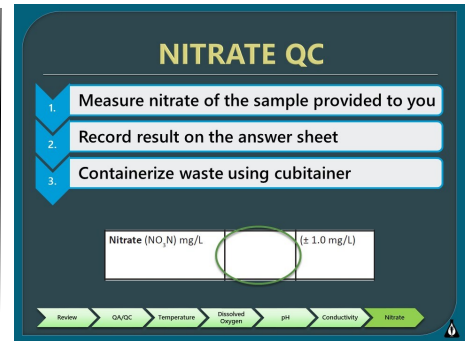 NITRATE QC
1. Measure nitrate of the sample provided to you
2. Record result on the answer sheet
3. Containerize waste using cubitainer
Nitrate (NO3N) mg/L (± 1.0 mg/L)
Review QA/QC Temperature Dissolved Oxygen pH Conductivity Nitrate